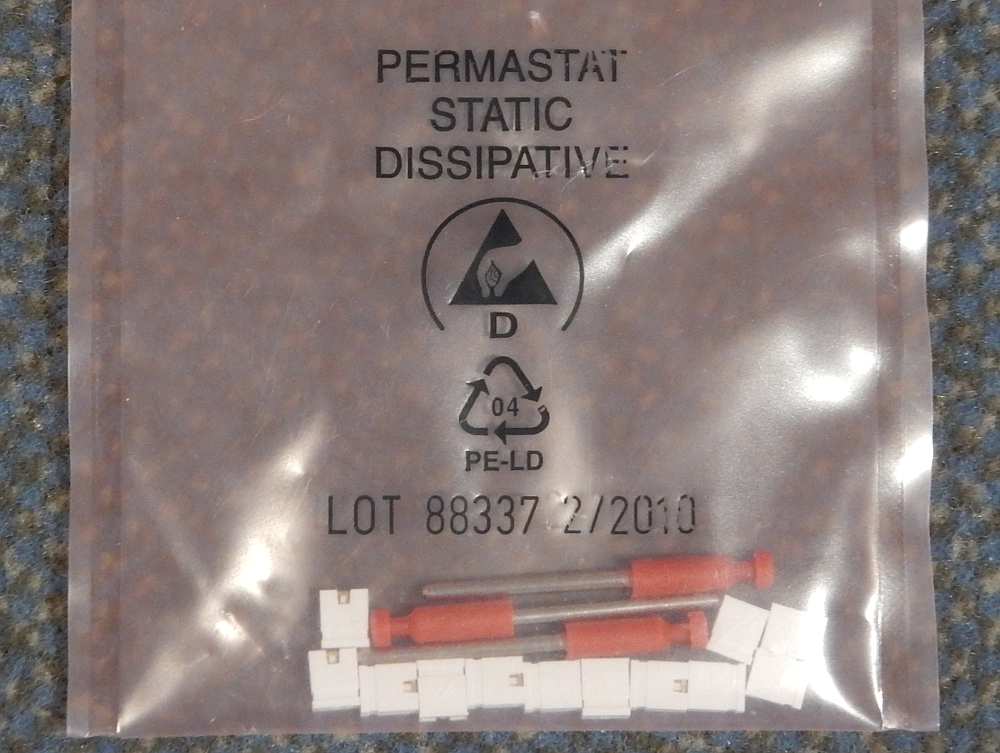 PERMASTAT
STATIC
DISSIPATIVE
D
04
PE-LD
LOT 88337 2/2010